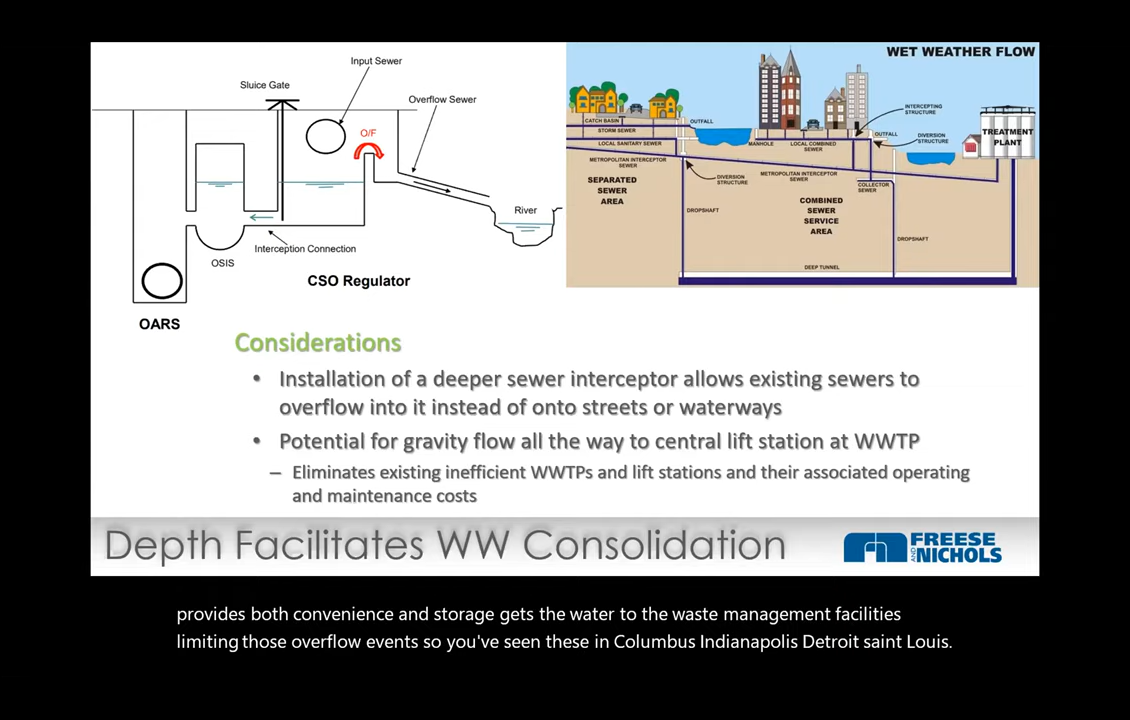 Input Sewer
Sluice Gate
Overflow Sewer
O/F
River
Interception Connection
OSIS
CSO Regulator
OARS
WET WEATHER FLOW
INTERCEPTING
STRUCTURE
CATCH BASIN
OUTFALL
STORM SEWER
OUTFALL
DIVERSION
STRUCTURE
TREATMENT
PLANT
LOCAL SANITARY SEWER
MANHOLE
LOCAL COMBINED
SEWER
METROPOLITAN INTERCEPTOR
SEWER
METROPOLITAN INTERCEPTOR
SEWER
SEPARATED
SEWER
AREA
DIVERSION
STRUCTURE
COLLECTOR
SEWER
COMBINED
SEWER
SERVICE
AREA
DROPSHAFT
DROPSHAFT
DEEP TUNNEL
Considerations
• Installation of a deeper sewer interceptor allows existing sewers to
overflow into it instead of onto streets or waterways
• Potential for gravity flow all the way to central lift station at WWTP
– Eliminates existing inefficient WWTPs and lift stations and their associated operating
and maintenance costs
Depth Facilitates WW Consolidation
FREESE
AND NICHOLS
provides both convenience and storage gets the water to the waste management facilities
limiting those overflow events so you've seen these in Columbus Indianapolis Detroit saint Louis.